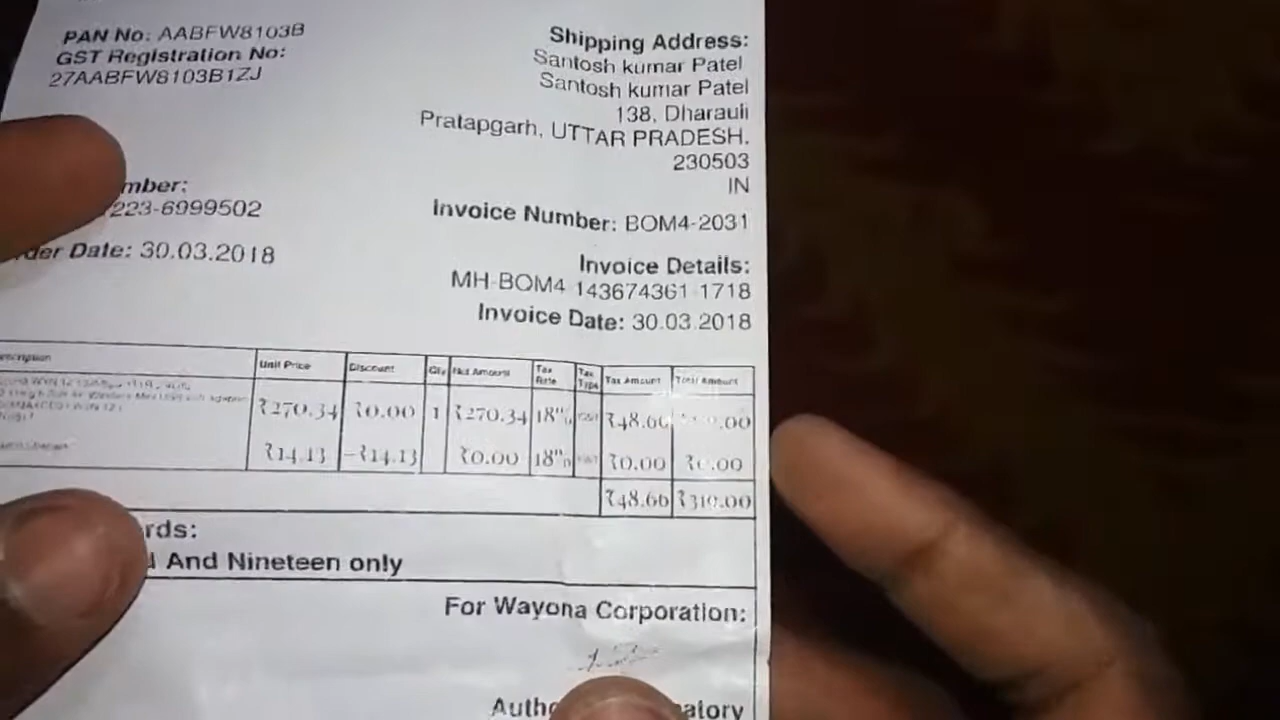 PAN No: AABFW8103B
GST Registration No:
27AABFW8103B1ZJ
Shipping Address:
Santosh kumar Patel
Santosh kumar Patel
138, Dharauli
Pratapgarh, UTTAR PRADESH.
230503
IN
mber:
223-6999502
Invoice Number: BOM4-2031
der Date: 30.03.2018
Invoice Details:
MH-BOM4 143674361-1718
Invoice Date: 30.03.2018
Unit Price Discount Qty Net Amount Tax Rate Tax Type Tax Amount Total Amount
₹270.34 ₹0.00 1 ₹270.34 18% ₹48.66
₹14.13 -₹14.13 ₹0.00 18% ₹0.00 ₹0.00
₹48.66 ₹319.00
rds:
And Nineteen only
For Wayona Corporation: